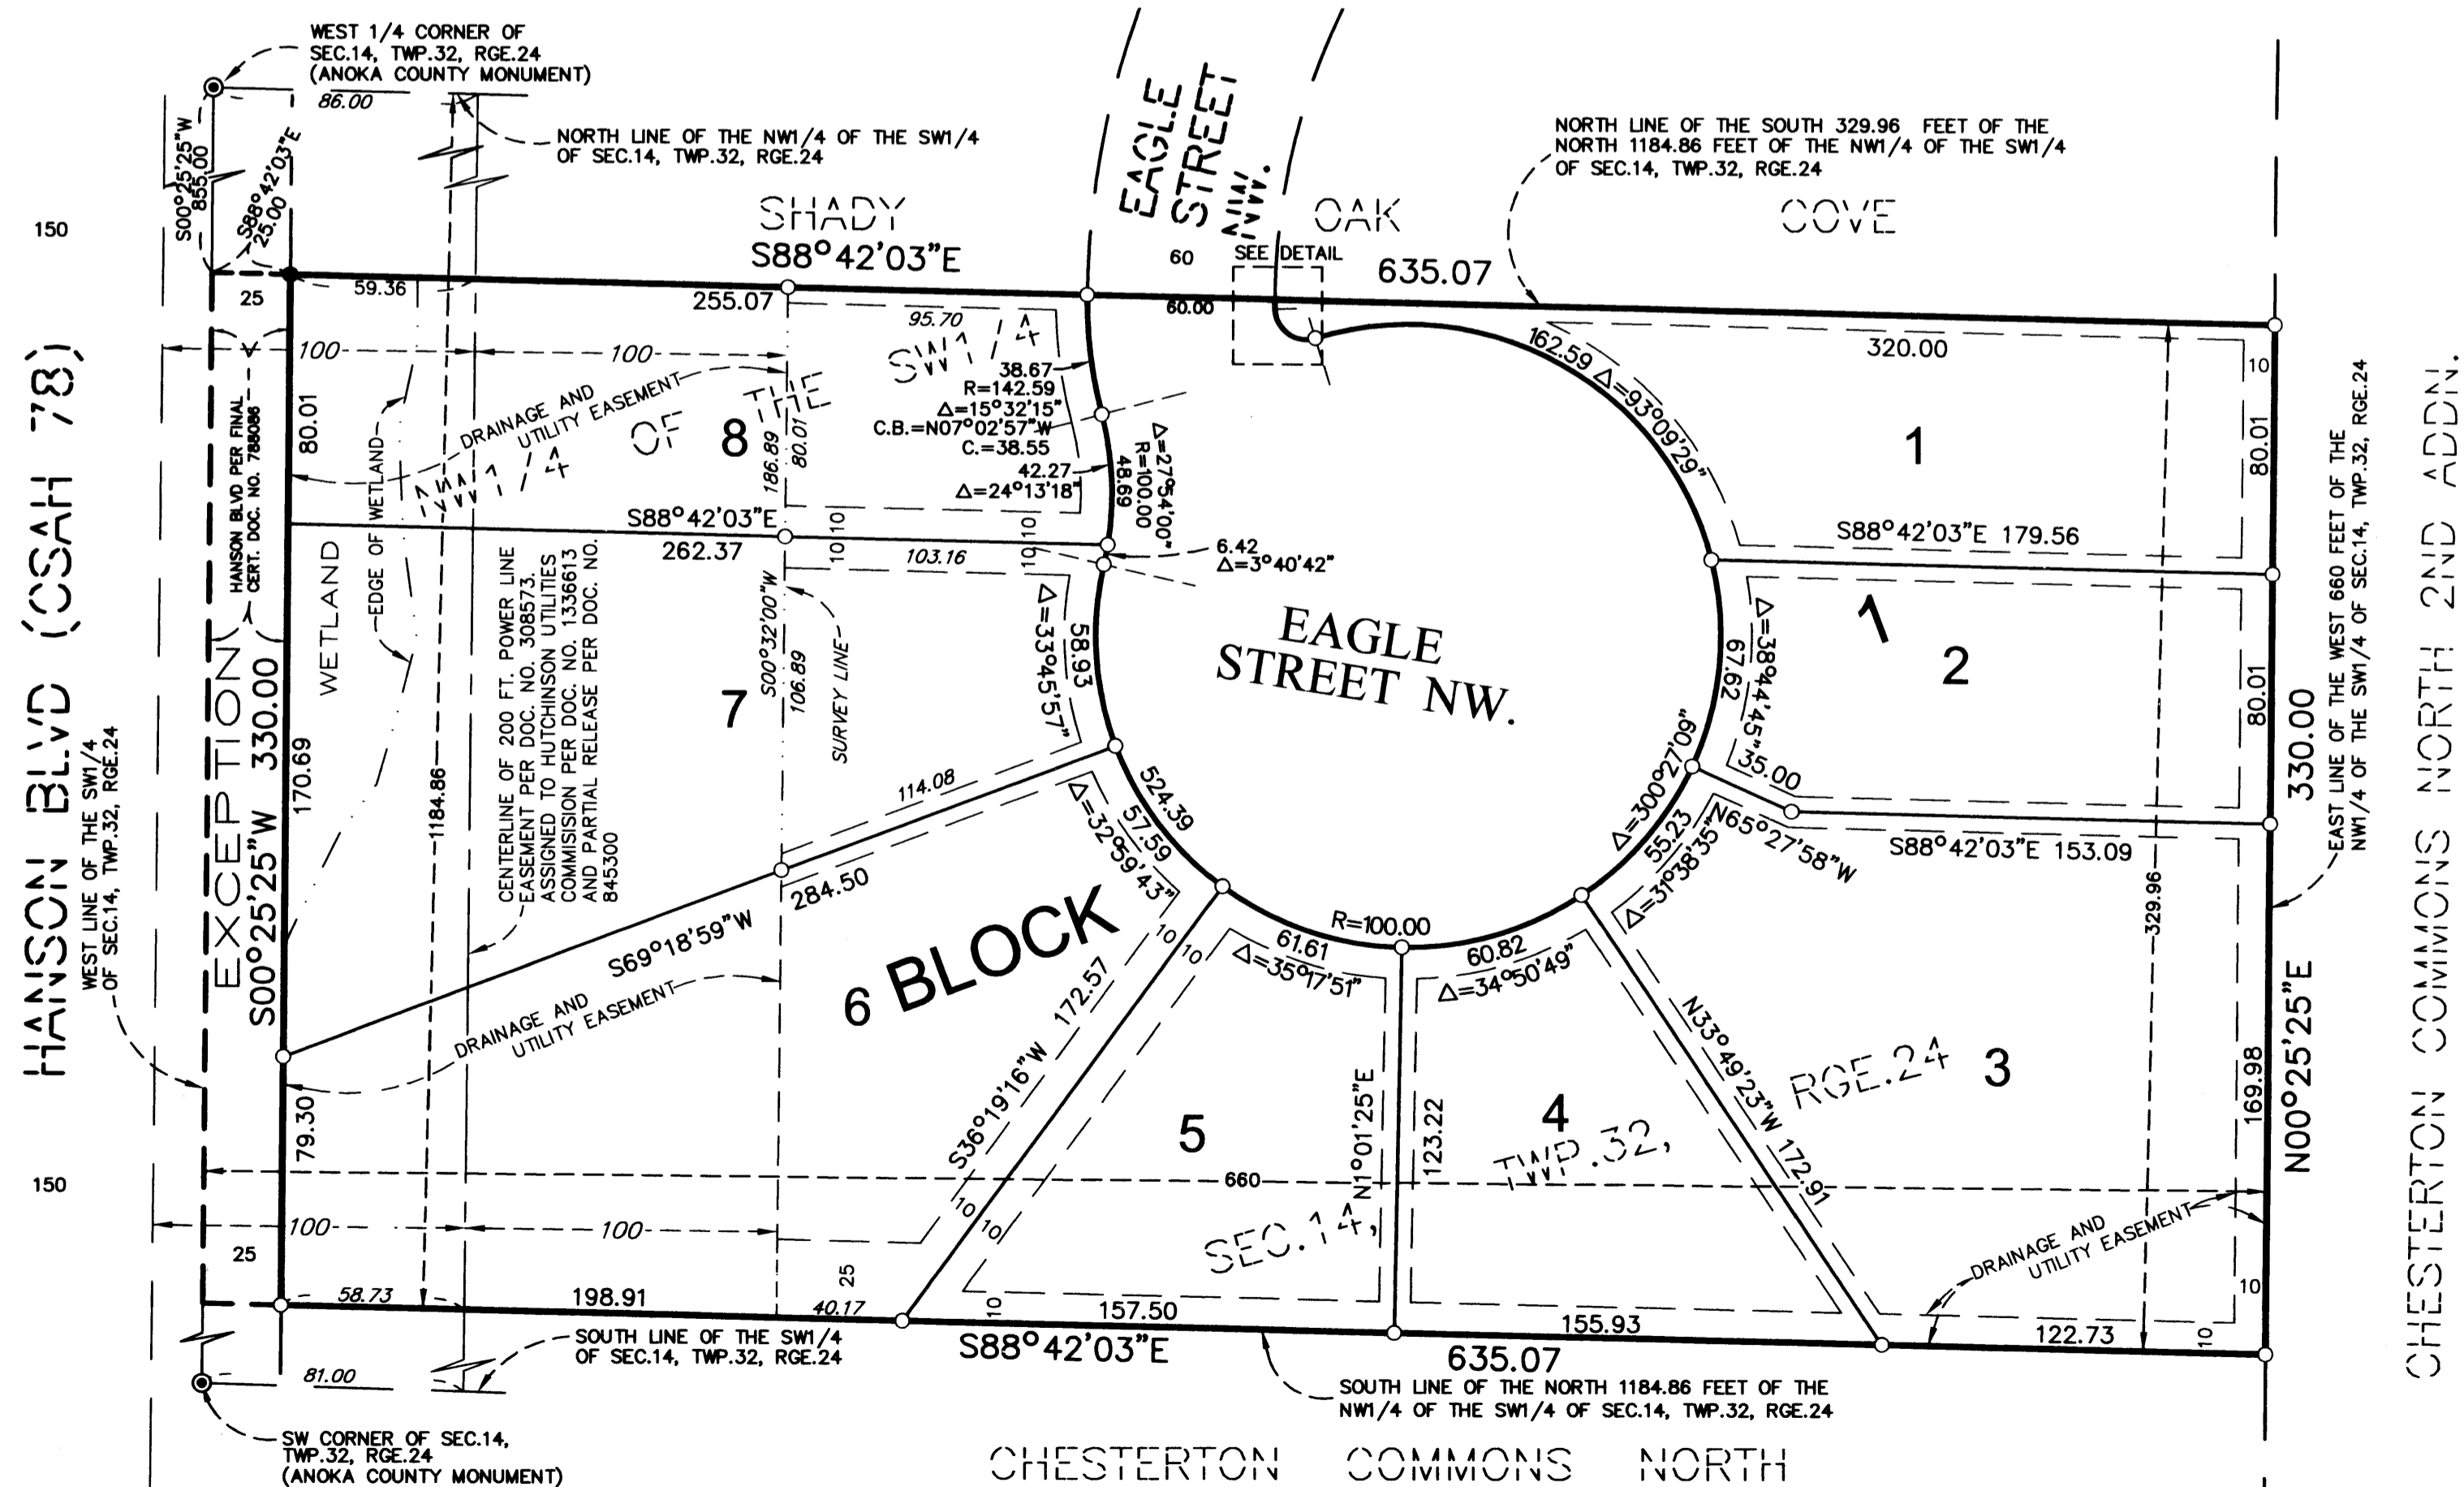 WEST 1/4 CORNER OF
SEC.14, TWP.32, RGE.24
(ANOKA COUNTY MONUMENT)
86.00
NORTH LINE OF THE NW1/4 OF THE SW1/4
OF SEC.14, TWP.32, RGE.24
S00°25'25"W
855.00
S88°42'03"E
25.00
150
EAGLE
STREET
NW.
NORTH LINE OF THE SOUTH 329.96 FEET OF THE
NORTH 1184.86 FEET OF THE NW1/4 OF THE SW1/4
OF SEC.14, TWP.32, RGE.24
SHADY OAK COVE
S88°42'03"E
60
SEE DETAIL
635.07
25
59.36
255.07
60.00
95.70
320.00
10
100
100
HANSON BLVD PER FINAL
CERT. DOC. NO. 788086
80.01
EDGE OF WETLAND
DRAINAGE AND
UTILITY EASEMENT
NW1/4 OF THE SW1/4
8
186.89
80.01
38.67
R=142.59
Δ=15°32'15"
C.B.=N07°02'57"W
C.=38.55
42.27
Δ=24°13'18"
48.69
R=100.00
Δ=27°54'00"
162.59 Δ=93°09'29"
1
80.01
S88°42'03"E
262.37
10 10
10 10
10 10
103.16
6.42
Δ=3°40'42"
S88°42'03"E 179.56
HANSON BLVD (CSAH 78)
WEST LINE OF THE SW1/4
OF SEC.14, TWP.32, RGE.24
EXCEPTION
S00°25'25"W 330.00
WETLAND
170.69
1184.86
CENTERLINE OF 200 FT. POWER LINE
EASEMENT PER DOC. NO. 308573.
ASSIGNED TO HUTCHINSON UTILITIES
COMMISISION PER DOC. NO. 1336613
AND PARTIAL RELEASE PER DOC. NO.
845300
7
S00°32'00"W
106.89
SURVEY LINE
Δ=33°45'57"
58.93
EAGLE
STREET NW.
67.62
Δ=38°44'45"
1
2
80.01
330.00
EAST LINE OF THE WEST 660 FEET OF THE
NW1/4 OF THE SW1/4 OF SEC.14, TWP.32, RGE.24
CHESTERTON COMMONS NORTH 2ND ADDN.
114.08
284.50
S69°18'59"W
524.39
57.59
Δ=32°59'43"
Δ=300°27'09"
35.00
N65°27'58"W
S88°42'03"E 153.09
55.23
Δ=31°38'35"
329.96
DRAINAGE AND
UTILITY EASEMENT
6
BLOCK
R=100.00
61.61
Δ=35°17'51"
60.82
Δ=34°50'49"
10 10
172.57
S36°19'16"W
5
N1°01'25"E
123.22
4
N33°49'23"W 172.91
3
169.98
N00°25'25"E
79.30
150
SEC.14, TWP.32, RGE.24
660
100
100
10 10
25
25
DRAINAGE AND
UTILITY EASEMENT
10
58.73
198.91
40.17
10
157.50
155.93
122.73
10
S88°42'03"E
635.07
SOUTH LINE OF THE SW1/4
OF SEC.14, TWP.32, RGE.24
81.00
SOUTH LINE OF THE NORTH 1184.86 FEET OF THE
NW1/4 OF THE SW1/4 OF SEC.14, TWP.32, RGE.24
SW CORNER OF SEC.14,
TWP.32, RGE.24
(ANOKA COUNTY MONUMENT)
CHESTERTON COMMONS NORTH